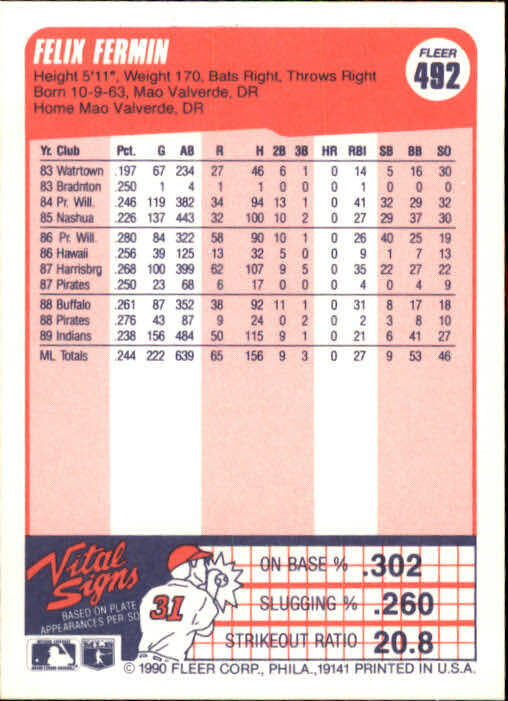 FELIX FERMIN
FLEER
492
Height 5'11", Weight 170, Bats Right, Throws Right
Born 10-9-63, Mao Valverde, DR
Home Mao Valverde, DR
Yr. Club Pct. G AB R H 2B 3B HR RBI SB BB SO
83 Watrtown .197 67 234 27 46 6 1 0 14 5 16 30
83 Bradnton .250 1 4 1 1 0 0 0 1 0 0 0
84 Pr. Will. .246 119 382 34 94 13 1 0 41 32 29 32
85 Nashua .226 137 443 32 100 10 2 0 27 29 37 30
86 Pr. Will. .280 84 322 58 90 10 1 0 26 40 25 19
86 Hawaii .256 39 125 13 32 5 0 0 9 1 7 13
87 Harrisbrg .268 100 399 62 107 9 5 0 35 22 27 22
87 Pirates .250 23 68 6 17 0 0 0 4 0 4 9
88 Buffalo .261 87 352 38 92 11 1 0 31 8 17 18
88 Pirates .276 43 87 9 24 0 2 0 2 3 8 10
89 Indians .238 156 484 50 115 9 1 0 21 6 41 27
ML Totals .244 222 639 65 156 9 3 0 27 9 53 46
Vital
Signs
BASED ON PLATE
APPEARANCES PER SO
31
ON BASE % .302
SLUGGING % .260
STRIKEOUT RATIO 20.8
© 1990 FLEER CORP., PHILA., 19141 PRINTED IN U.S.A.